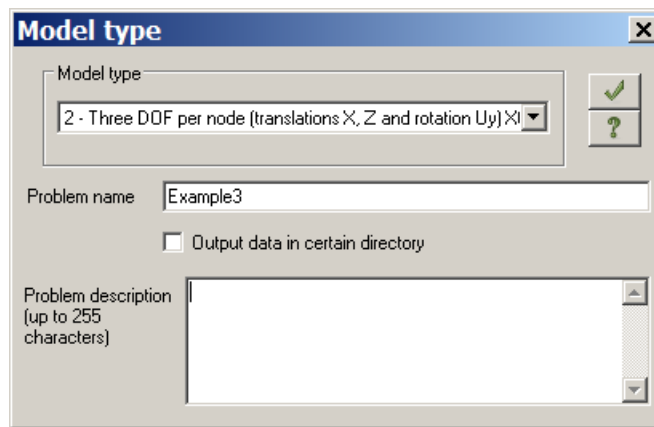 Model type
Model type
2 - Three DOF per node (translations X, Z and rotation Uy) X
Problem name
Example3
Output data in certain directory
Problem description
(up to 255
characters)